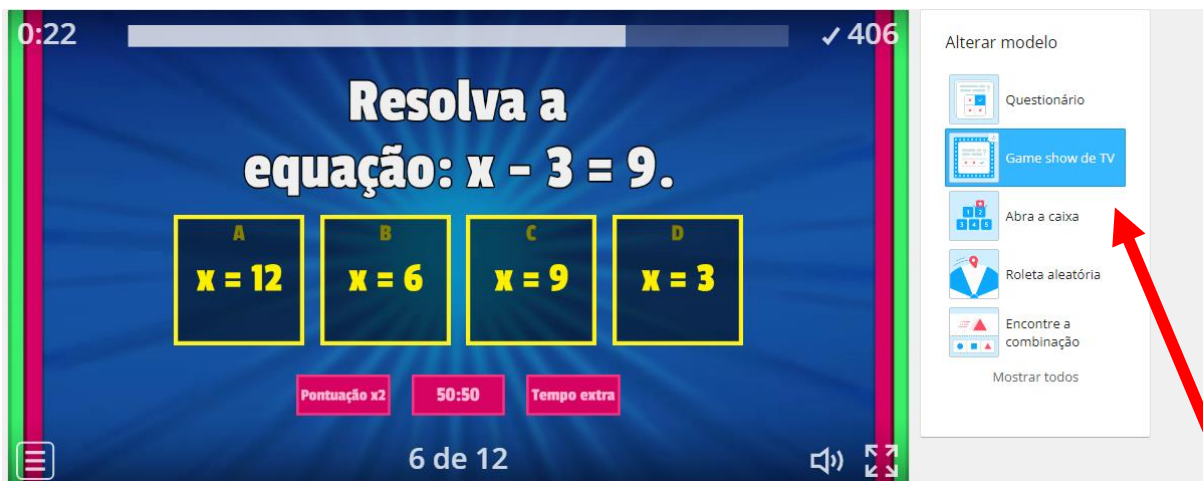 0:22
✓ 406
Resolva a
equação: x – 3 = 9.
A
x = 12
B
x = 6
C
x = 9
D
x = 3
Pontuação x2
50:50
Tempo extra
6 de 12
Alterar modelo
Questionário
Game show de TV
Abra a caixa
Roleta aleatória
Encontre a
combinação
Mostrar todos